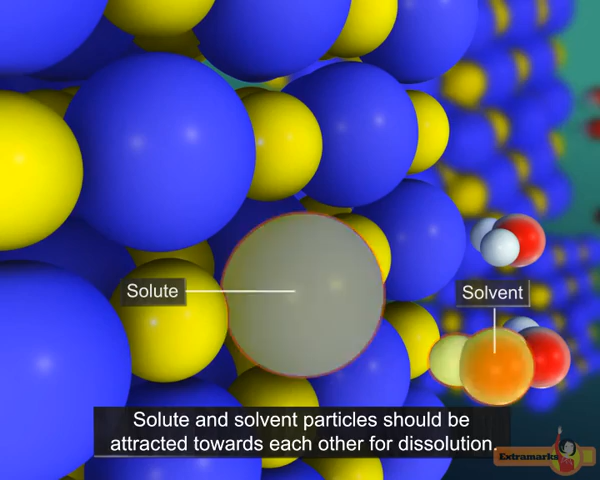 Solute
Solvent
Solute and solvent particles should be
attracted towards each other for dissolution.
Extramarks